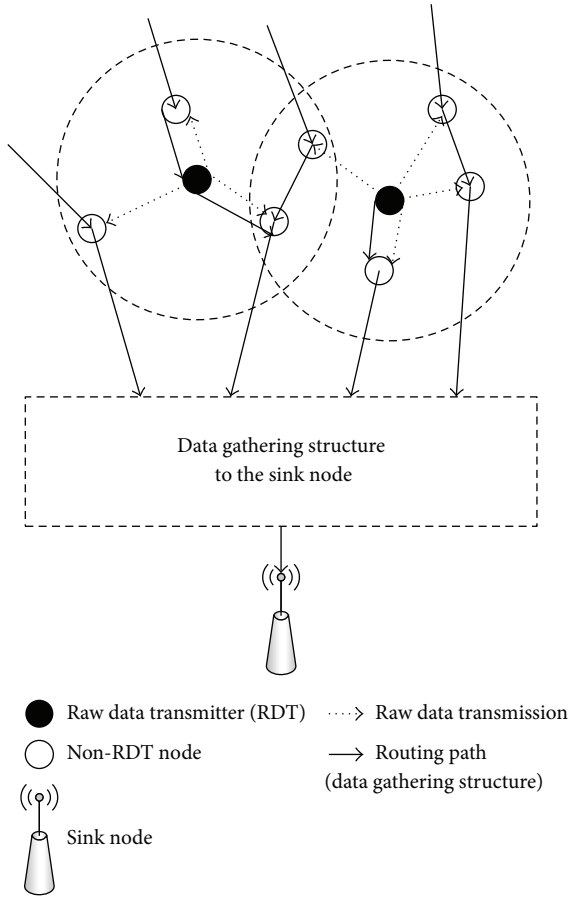 Data gathering structure
to the sink node
Raw data transmitter (RDT)
Raw data transmission
Non-RDT node
Routing path
(data gathering structure)
Sink node